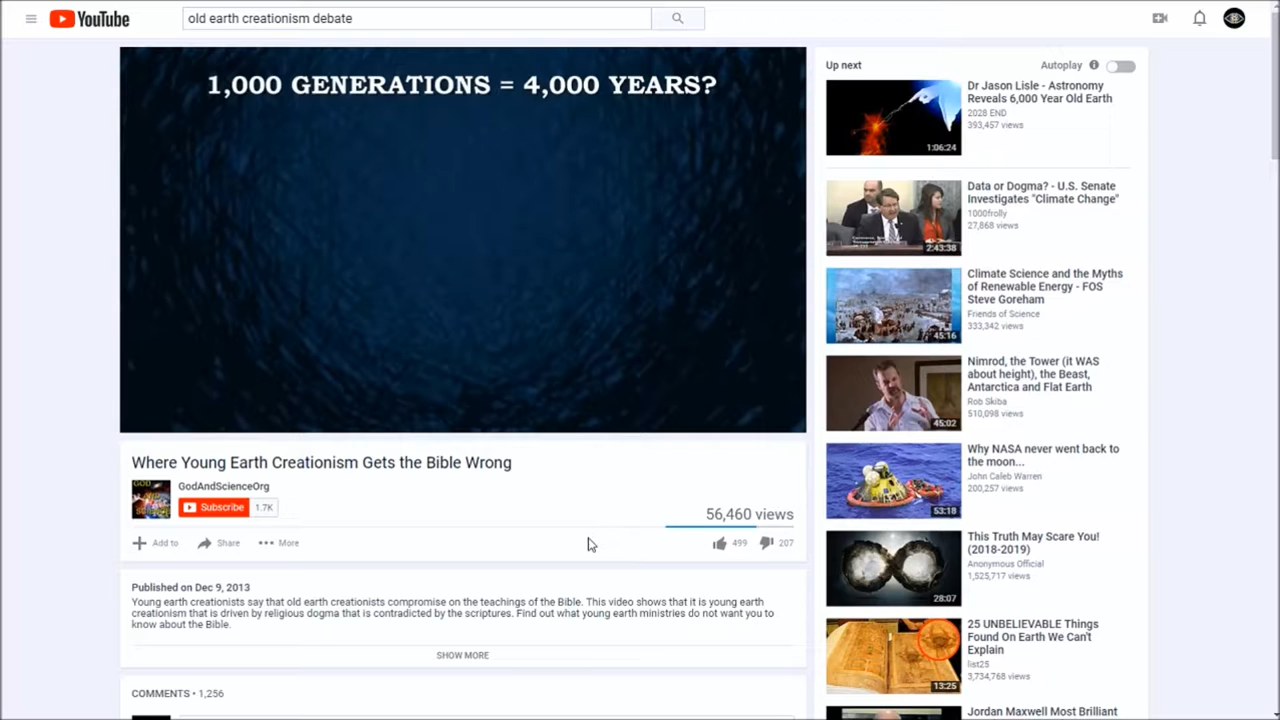 YouTube
old earth creationism debate
1,000 GENERATIONS = 4,000 YEARS?
Where Young Earth Creationism Gets the Bible Wrong
GodAndScienceOrg
Subscribe 1.7K
56,460 views
Add to Share More
499 207
Published on Dec 9, 2013
Young earth creationists say that old earth creationists compromise on the teachings of the Bible. This video shows that it is young earth
creationism that is driven by religious dogma that is contradicted by the scriptures. Find out what young earth ministries do not want you to
know about the Bible.
SHOW MORE
COMMENTS • 1,256
Up next
Autoplay
Dr Jason Lisle - Astronomy
Reveals 6,000 Year Old Earth
2028 END
393,457 views
1:06:24
Data or Dogma? - U.S. Senate
Investigates "Climate Change"
1000frolly
27,868 views
2:43:38
Climate Science and the Myths
of Renewable Energy - FOS
Steve Goreham
Friends of Science
333,342 views
45:16
Nimrod, the Tower (it WAS
about height), the Beast,
Antarctica and Flat Earth
Rob Skiba
510,098 views
45:02
Why NASA never went back to
the moon...
John Caleb Warren
200,257 views
53:18
This Truth May Scare You!
(2018-2019)
Anonymous Official
1,525,717 views
28:07
25 UNBELIEVABLE Things
Found On Earth We Can't
Explain
list25
3,734,768 views
13:25
Jordan Maxwell Most Brilliant